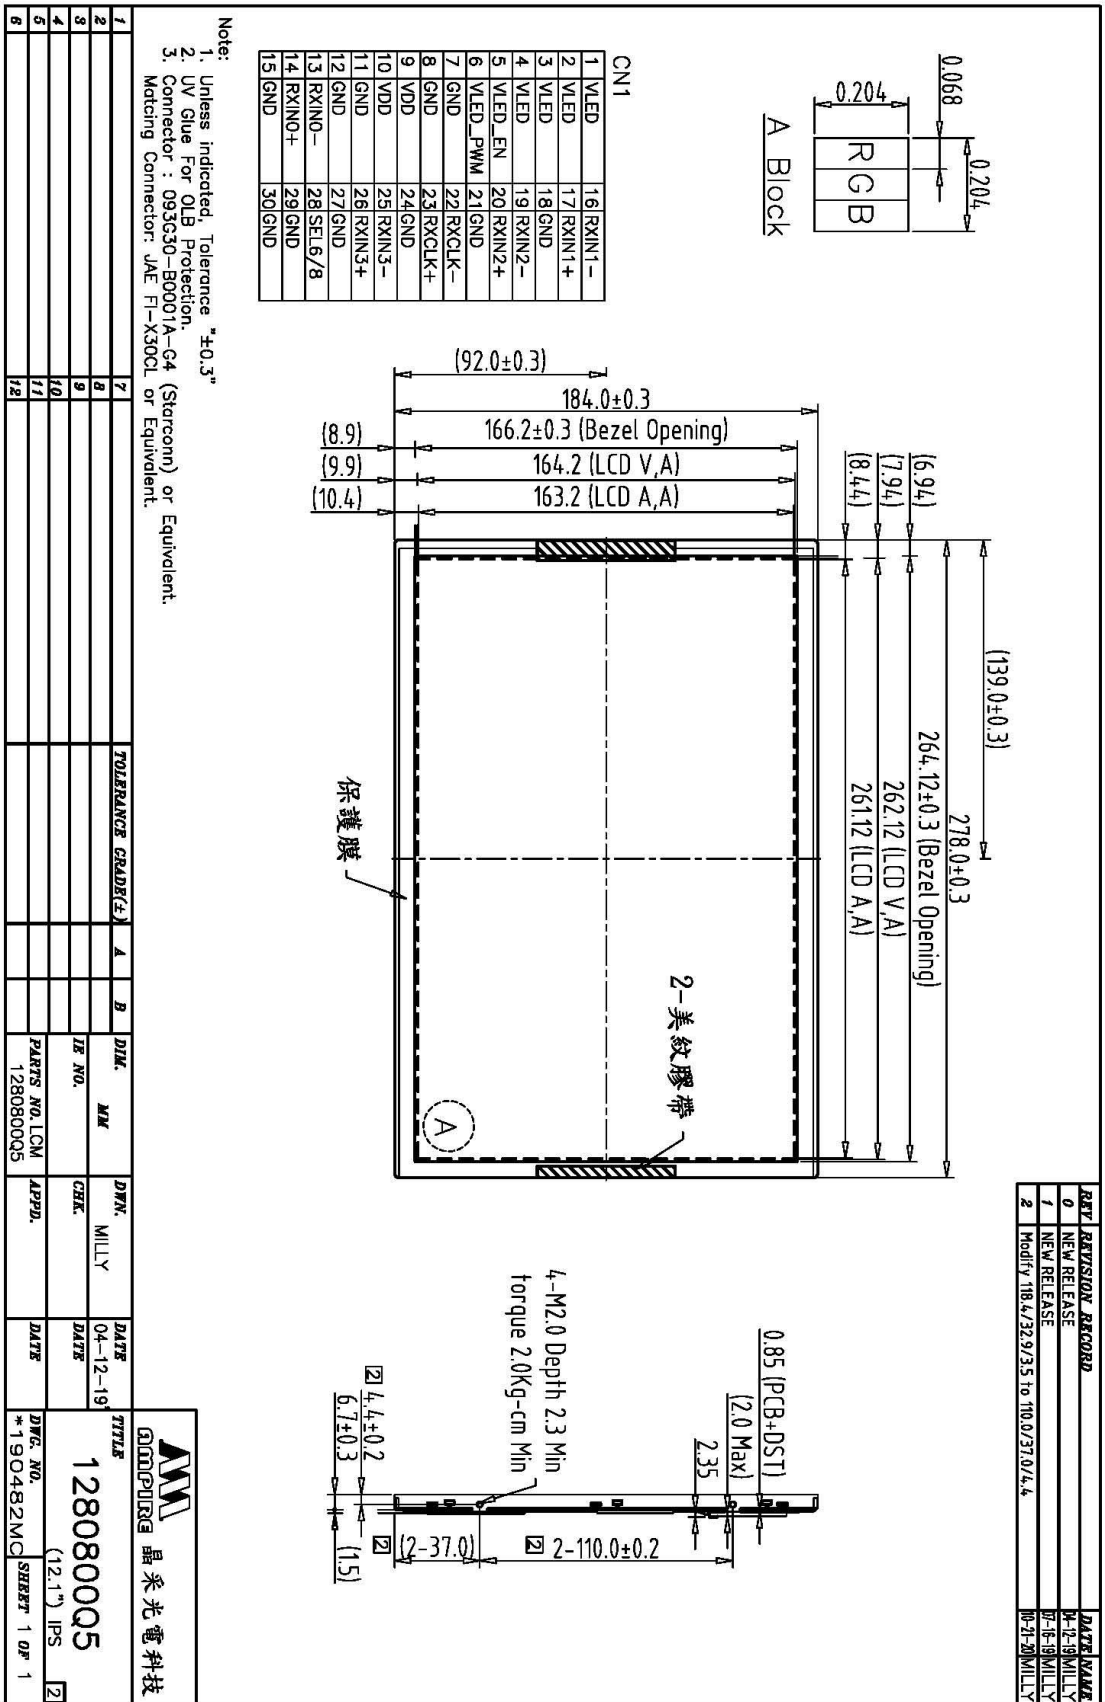 REV REVISION RECORD DATE NAME
0 NEW RELEASE 04-12-19 MILLY
1 NEW RELEASE 07-16-19 MILLY
2 Modify 118.4/32.9/3.5 to 110.0/37.0/4.4 10-21-20 MILLY
0.068
0.204
0.204
R G B
A Block
(139.0±0.3)
278.0±0.3
264.12±0.3 (Bezel Opening)
262.12 (LCD V,A)
261.12 (LCD A,A)
(6.94)
(7.94)
(8.44)
(92.0±0.3)
184.0±0.3
166.2±0.3 (Bezel Opening)
164.2 (LCD V,A)
163.2 (LCD A,A)
(8.9)
(9.9)
(10.4)
2-美紋膠帶
A
保護膜
0.85 (PCB+DST)
(2.0 Max)
2.35
4-M2.0 Depth 2.3 Min
torque 2.0Kg-cm Min
2 4.4±0.2
6.7±0.3
2 2-110.0±0.2
(2-37.0)
2
(1.5)
CN1
1 VLED 16 RXIN1-
2 VLED 17 RXIN1+
3 VLED 18 GND
4 VLED 19 RXIN2-
5 VLED_EN 20 RXIN2+
6 VLED_PWM 21 GND
7 GND 22 RXCLK-
8 GND 23 RXCLK+
9 VDD 24 GND
10 VDD 25 RXIN3-
11 GND 26 RXIN3+
12 GND 27 GND
13 RXIN0- 28 SEL6/8
14 RXIN0+ 29 GND
15 GND 30 GND
Note:
1. Unless indicated, Tolerance "±0.3"
2. UV Glue For OLB Protection.
3. Connector : 093G30-B0001A-G4 (Starconn) or Equivalent.
Matcing Connector: JAE FI-X30CL or Equivalent.
1 7 TOLERANCE GRADE(±) A B
2 8
3 9
4 10
5 11
6 12
DIM. MM
DWN. MILLY
DATE 04-12-19'
IE NO.
CHK.
DATE
PARTS NO. LCM
1280800Q5
APPD.
DATE
AMPIRE 晶采光電科技
TITLE
1280800Q5
(12.1") IPS
2
DWG. NO.
*190482MC
SHEET 1 OF 1